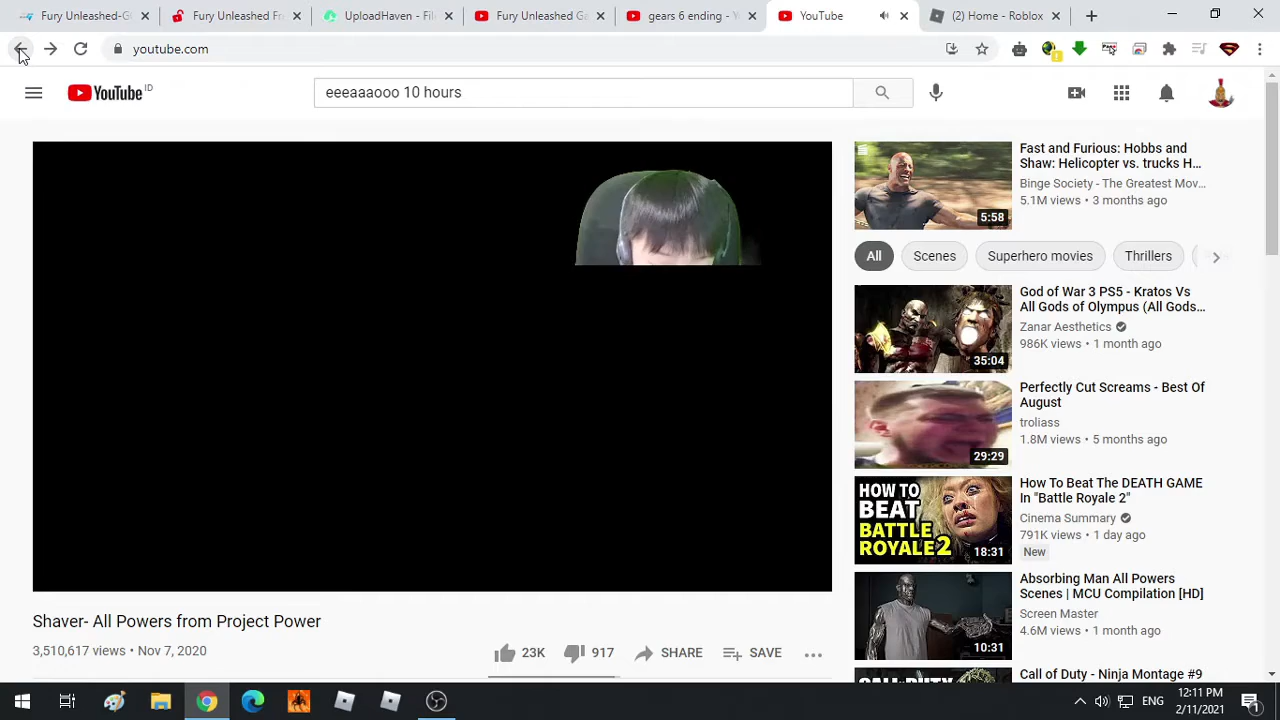 Fury Unleashed-G
Fury Unleashed F
UploadHaven - Fil
Fury Unleashed Ga
gears 6 ending - Y
YouTube
(2) Home - Roblox
youtube.com
YouTube ID
eeeaaaooo 10 hours
Fast and Furious: Hobbs and
Shaw: Helicopter vs. trucks H...
Binge Society - The Greatest Mov...
5.1M views • 3 months ago
5:58
All
Scenes
Superhero movies
Thrillers
God of War 3 PS5 - Kratos Vs
All Gods of Olympus (All Gods...
Zanar Aesthetics
986K views • 1 month ago
35:04
Perfectly Cut Screams - Best Of
August
troliass
1.8M views • 5 months ago
29:29
HOW TO
BEAT
BATTLE
ROYALE2
18:31
How To Beat The DEATH GAME
In "Battle Royale 2"
Cinema Summary
791K views • 1 day ago
New
Absorbing Man All Powers
Scenes | MCU Compilation [HD]
Screen Master
4.6M views • 1 month ago
10:31
Call of Duty - Ninja Montage #9
Shaver- All Powers from Project Power
3,510,617 views • Nov 7, 2020
23K
917
SHARE
SAVE
ENG
12:11 PM
2/11/2021
1